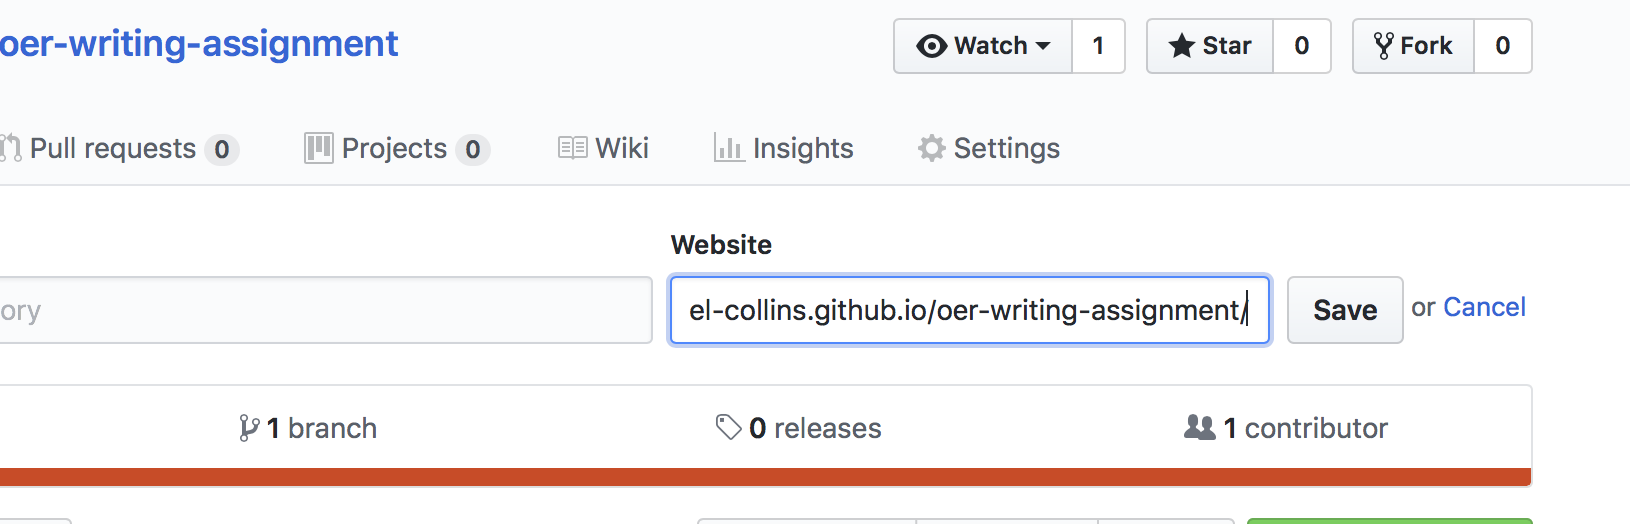 oer-writing-assignment
Watch 1 Star 0 Fork 0
Pull requests 0 Projects 0 Wiki Insights Settings
Website
ory el-collins.github.io/oer-writing-assignment/ Save or Cancel
1 branch 0 releases 1 contributor